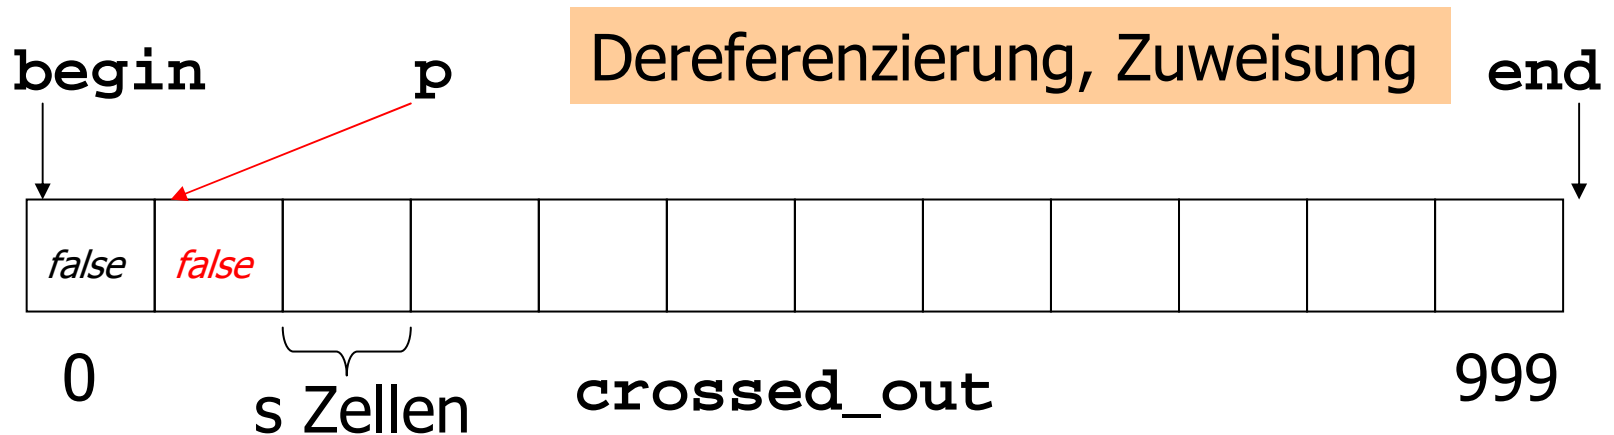 begin p Dereferenzierung, Zuweisung end
false false
0 s Zellen crossed_out 999